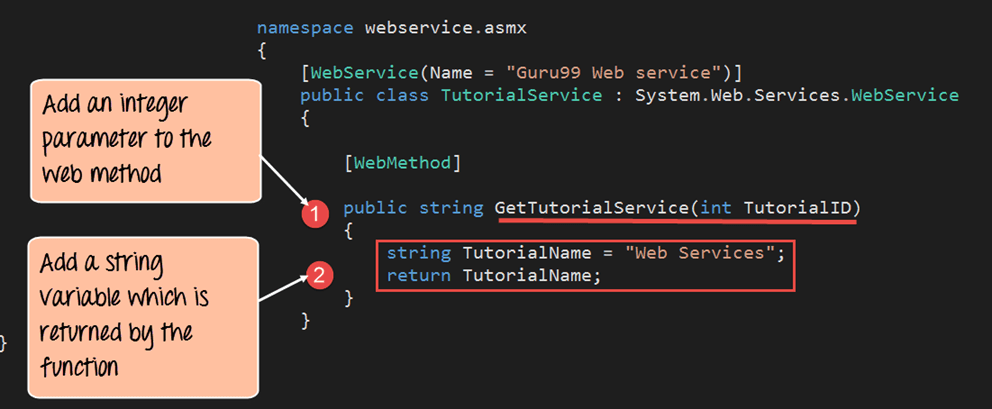 namespace webservice.asmx
{
[WebService(Name = "Guru99 Web service")]
public class TutorialService : System.Web.Services.WebService
{
Add an integer
parameter to the
web method
[WebMethod]
1
public string GetTutorialService(int TutorialID)
{
Add a string
variable which is
returned by the
function
2
string TutorialName = "Web Services";
return TutorialName;
}
}
}